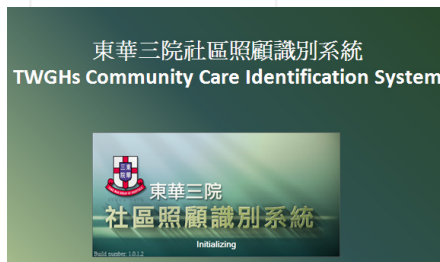 東華三院社區照顧識別系統
TWGHs Community Care Identification System
東華三院
社區照顧識別系統
Initializing
Build number: 1.0.1.2